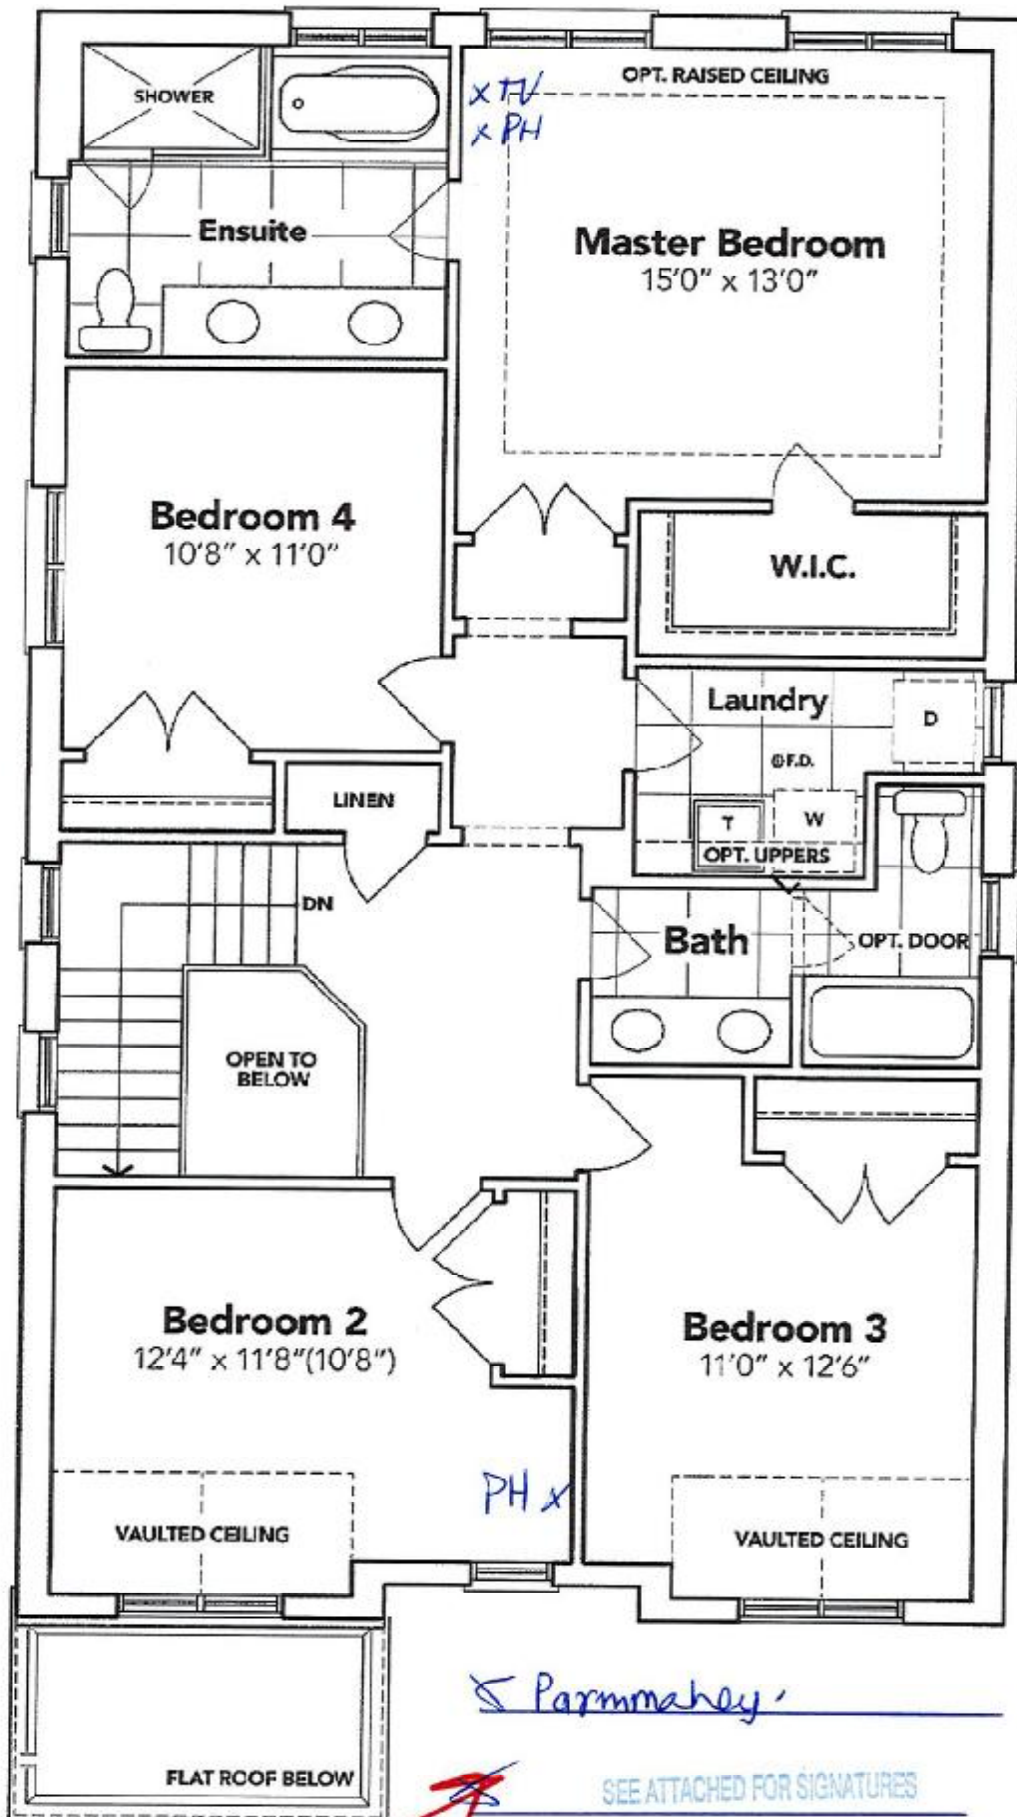 SHOWER
OPT. RAISED CEILING
x TV
x PH
Ensuite
Master Bedroom
15'0" x 13'0"
Bedroom 4
10'8" x 11'0"
W.I.C.
Laundry
D
F.D.
LINEN
T
W
OPT. UPPERS
DN
Bath
OPT. DOOR
OPEN TO
BELOW
Bedroom 2
12'4" x 11'8"(10'8")
Bedroom 3
11'0" x 12'6"
PH x
VAULTED CEILING
VAULTED CEILING
FLAT ROOF BELOW
SEE ATTACHED FOR SIGNATURES